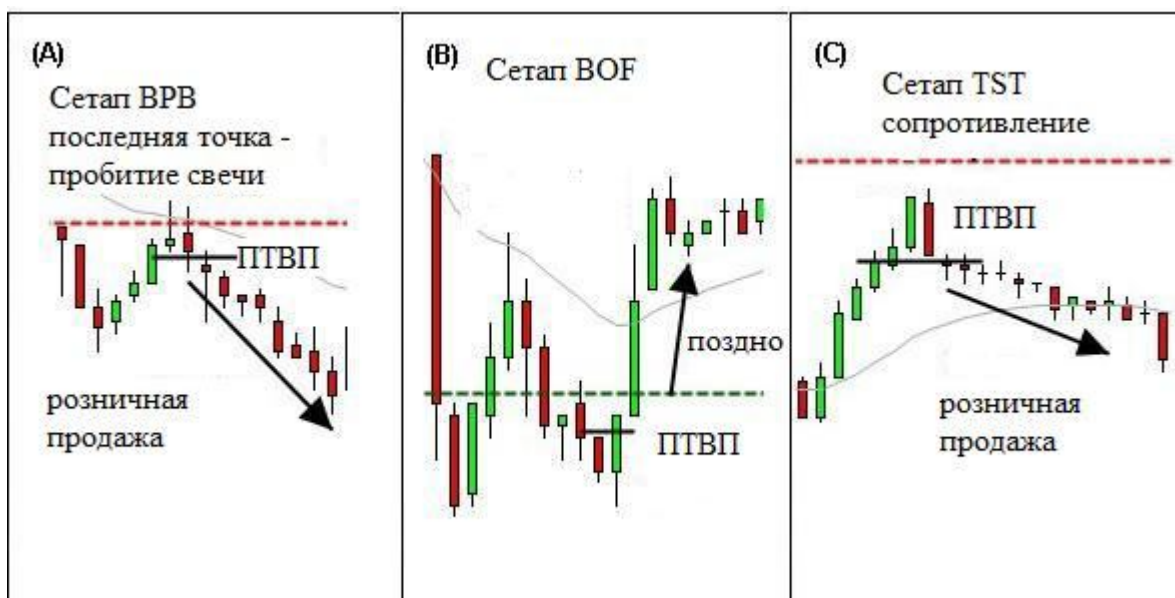 (A)
Сетап BPB
последняя точка -
пробитие свечи
ПТВП
розничная
продажа
(B)
Сетап BOF
поздно
ПТВП
(C)
Сетап TST
сопротивление
ПТВП
розничная
продажа